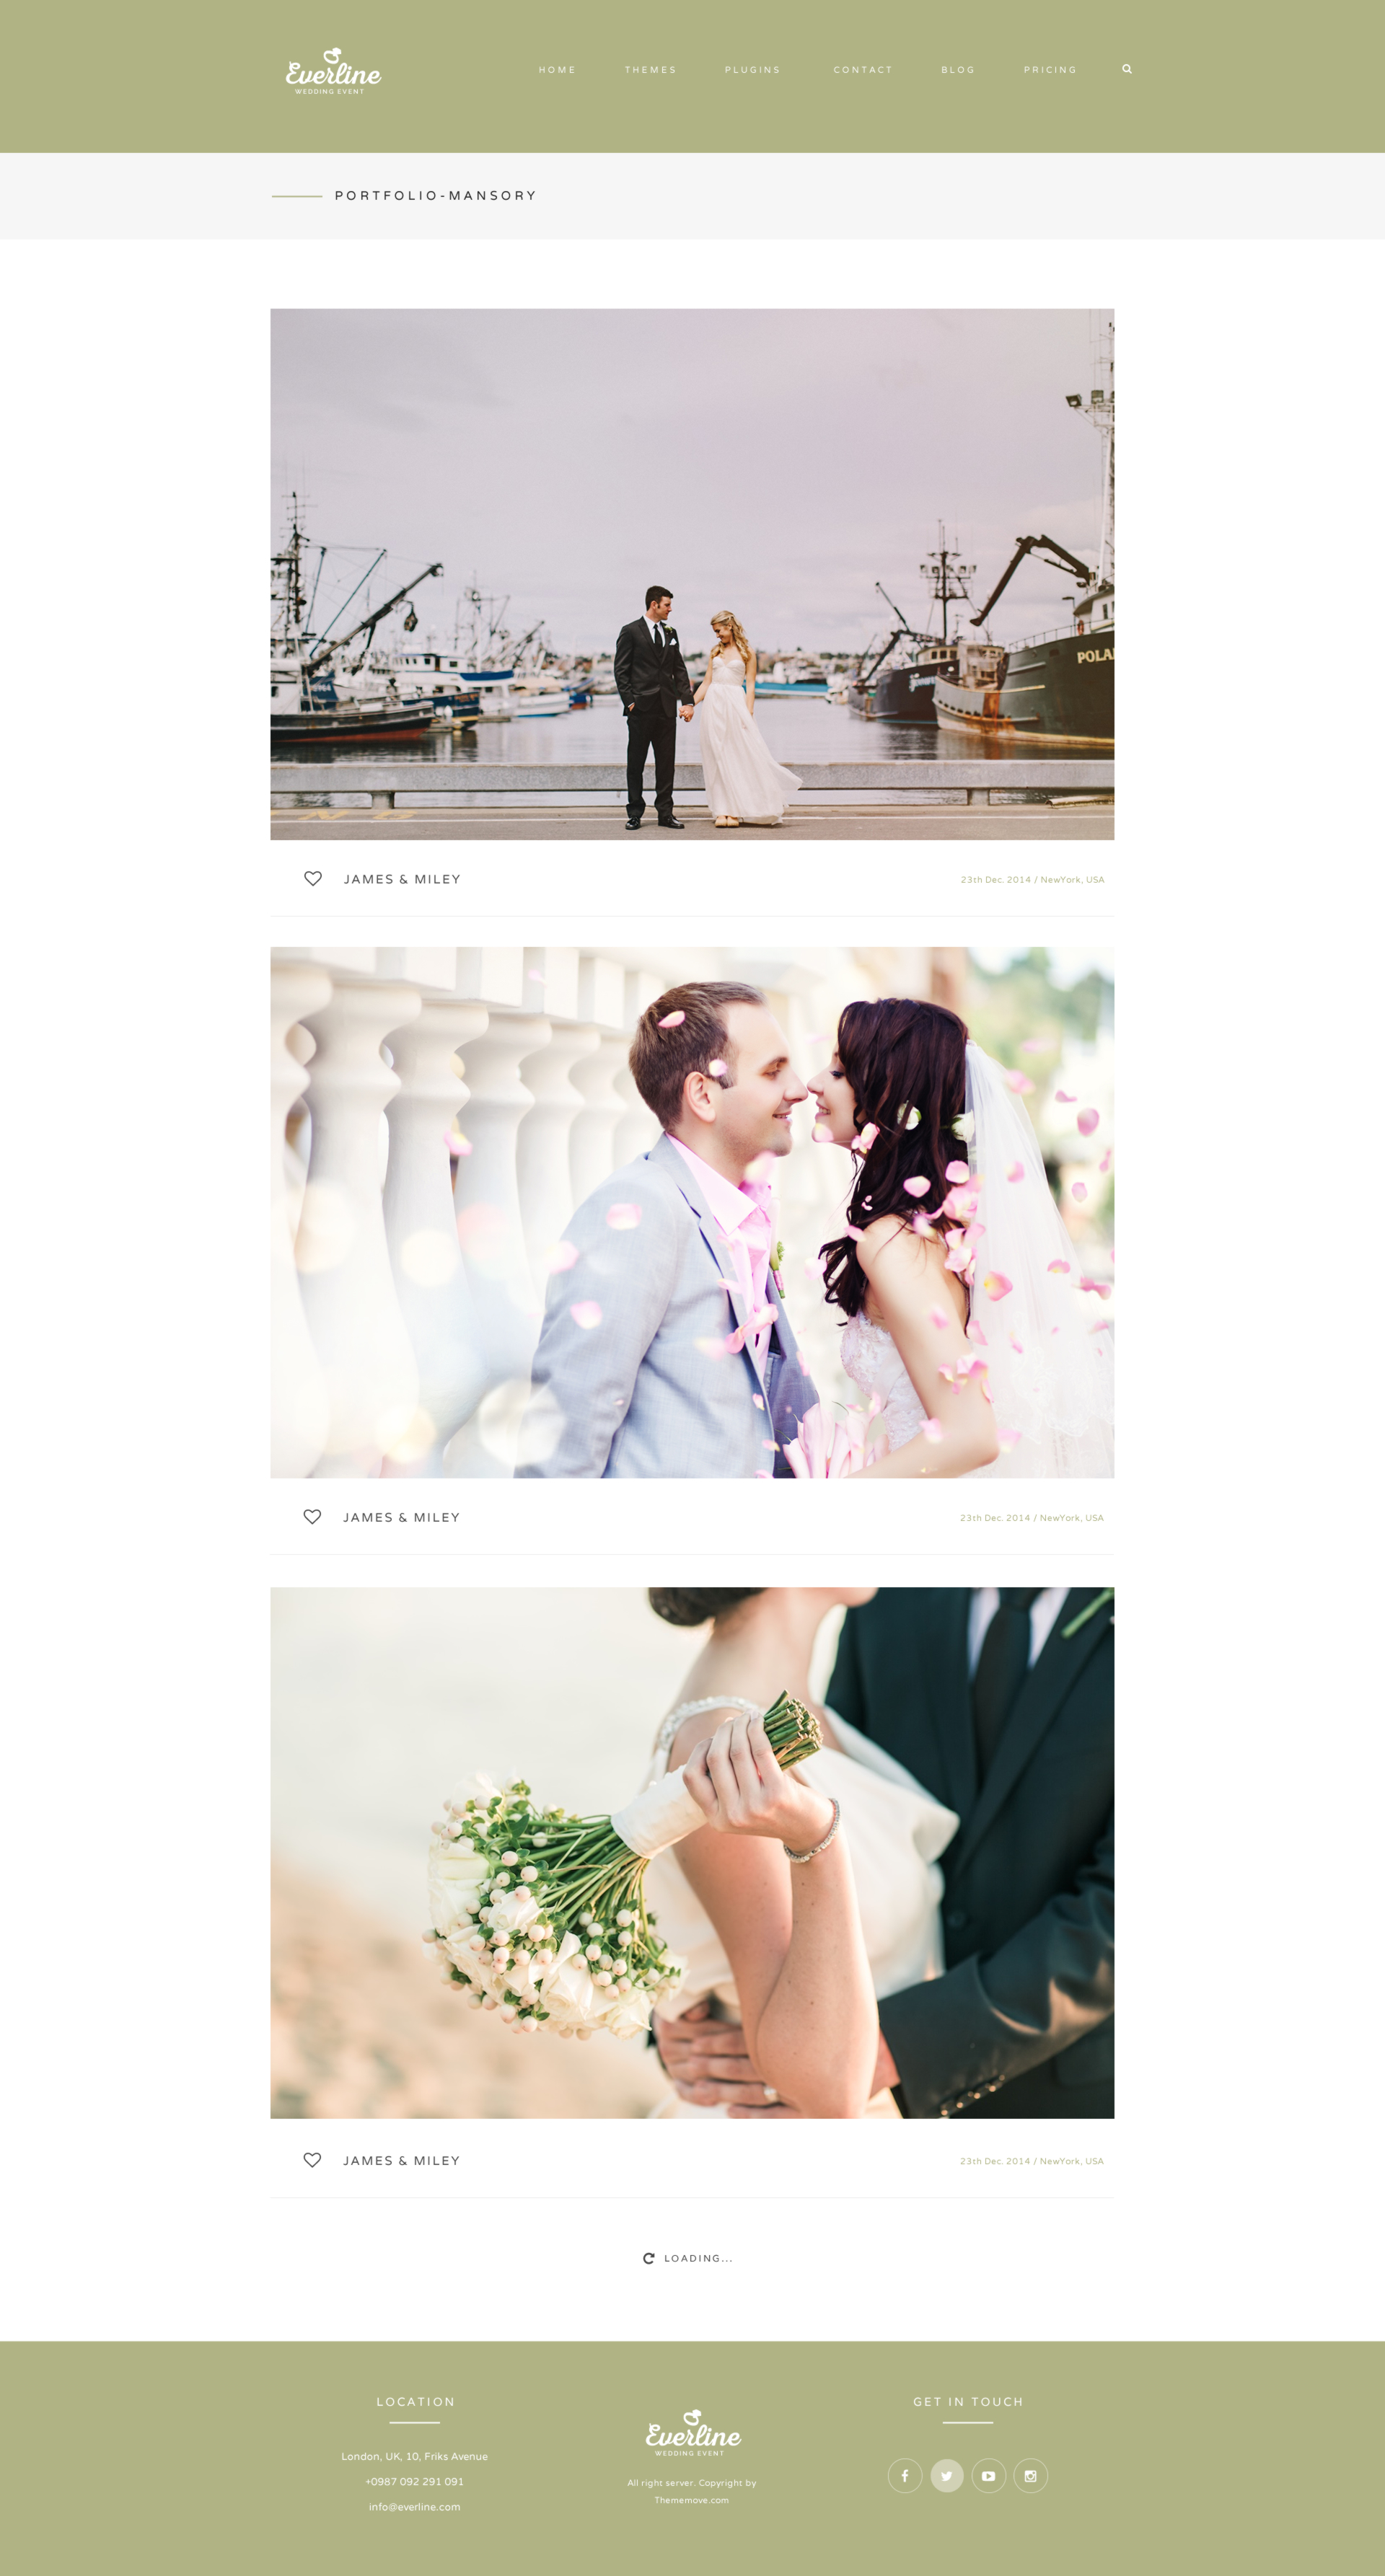 Everline
WEDDING EVENT
HOME THEMES PLUGINS CONTACT BLOG PRICING
PORTFOLIO-MANSORY
POLA
NG
JAMES & MILEY 23th Dec. 2014 / NewYork, USA
JAMES & MILEY 23th Dec. 2014 / NewYork, USA
JAMES & MILEY 23th Dec. 2014 / NewYork, USA
LOADING...
LOCATION
London, UK, 10, Friks Avenue
+0987 092 291 091
info@everline.com
Everline
WEDDING EVENT
All right server. Copyright by
Thememove.com
GET IN TOUCH